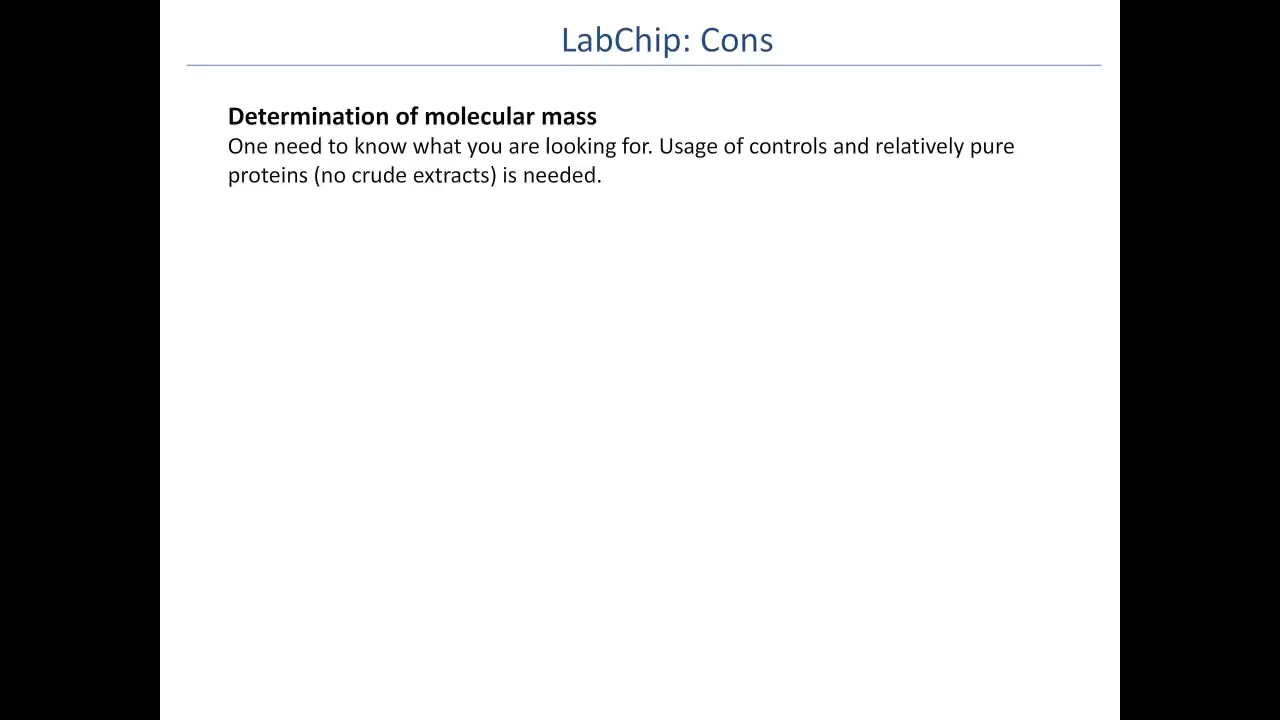 LabChip: Cons
Determination of molecular mass
One need to know what you are looking for. Usage of controls and relatively pure
proteins (no crude extracts) is needed.